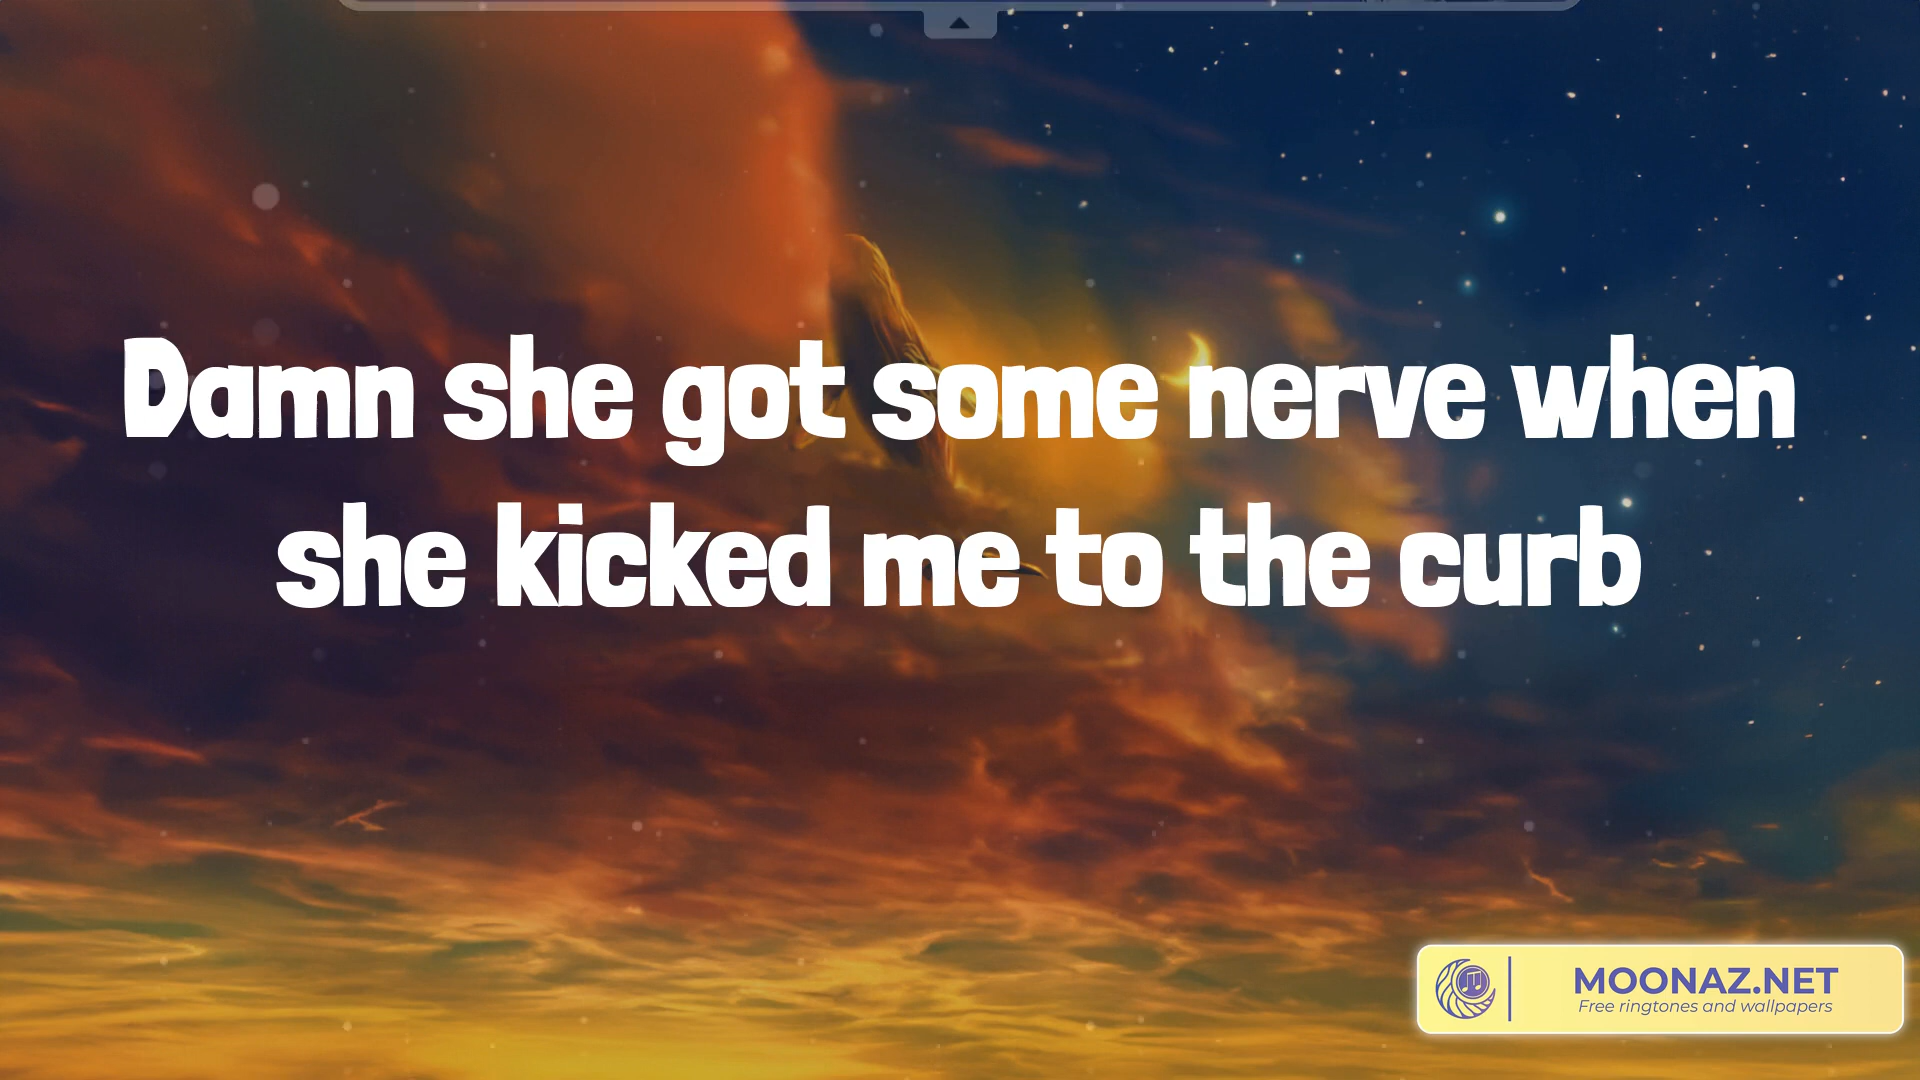 Damn she got some nerve when
she kicked me to the curb
MOONAZ.NET
Free ringtones and wallpapers